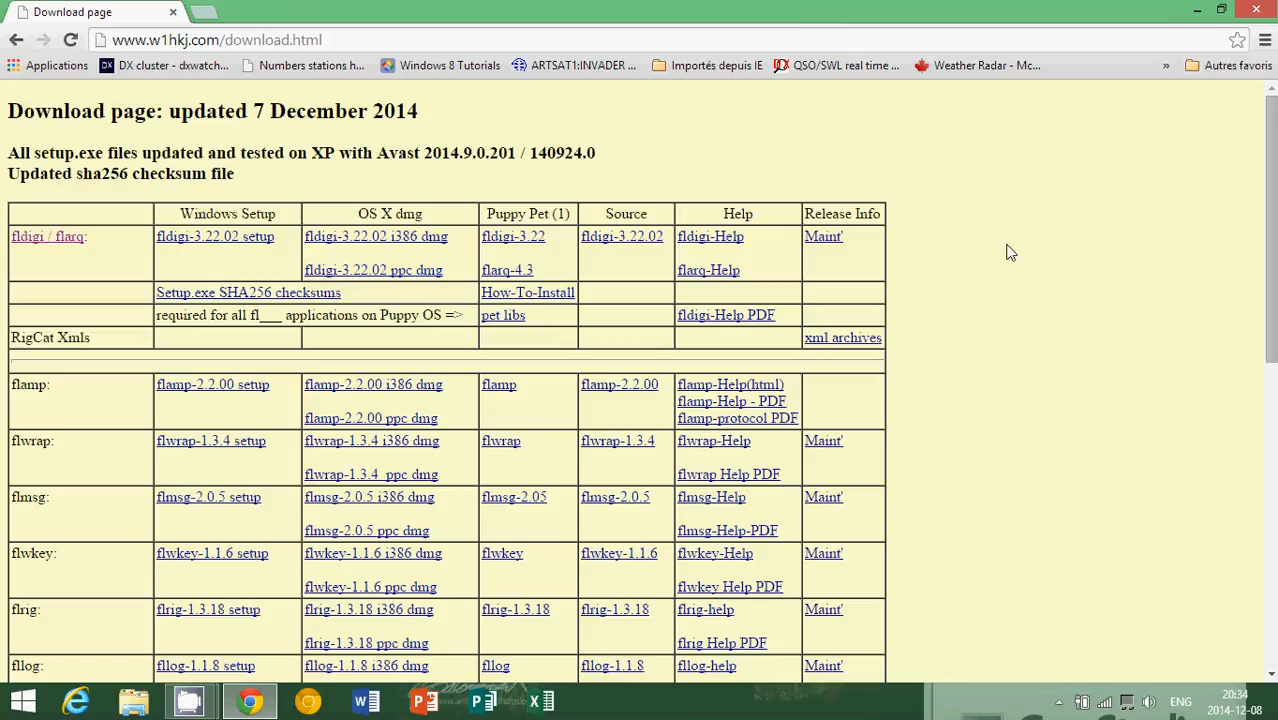 Download page
www.w1hkj.com/download.html
Applications DX cluster - dxwatch... Numbers stations h... Windows 8 Tutorials ARTSAT1:INVADER ... Importés depuis IE QSO/SWL real time ... Weather Radar - Mc... » Autres favoris
Download page: updated 7 December 2014
All setup.exe files updated and tested on XP with Avast 2014.9.0.201 / 140924.0
Updated sha256 checksum file
Windows Setup OS X dmg Puppy Pet (1) Source Help Release Info
fldigi / flarq: fldigi-3.22.02 setup fldigi-3.22.02 i386 dmg fldigi-3.22 fldigi-3.22.02 fldigi-Help Maint'
fldigi-3.22.02 ppc dmg flarq-4.3 flarq-Help
Setup.exe SHA256 checksums How-To-Install
required for all fl___ applications on Puppy OS => pet libs fldigi-Help PDF
RigCat Xmls xml archives
flamp: flamp-2.2.00 setup flamp-2.2.00 i386 dmg flamp flamp-2.2.00 flamp-Help(html)
flamp-Help - PDF
flamp-2.2.00 ppc dmg flamp-protocol PDF
flwrap: flwrap-1.3.4 setup flwrap-1.3.4 i386 dmg flwrap flwrap-1.3.4 flwrap-Help Maint'
flwrap-1.3.4 ppc dmg flwrap Help PDF
flmsg: flmsg-2.0.5 setup flmsg-2.0.5 i386 dmg flmsg-2.05 flmsg-2.0.5 flmsg-Help Maint'
flmsg-2.0.5 ppc dmg flmsg-Help-PDF
flwkey: flwkey-1.1.6 setup flwkey-1.1.6 i386 dmg flwkey flwkey-1.1.6 flwkey-Help Maint'
flwkey-1.1.6 ppc dmg flwkey Help PDF
flrig: flrig-1.3.18 setup flrig-1.3.18 i386 dmg flrig-1.3.18 flrig-1.3.18 flrig-help Maint'
flrig-1.3.18 ppc dmg flrig Help PDF
fllog: fllog-1.1.8 setup fllog-1.1.8 i386 dmg fllog fllog-1.1.8 fllog-help Maint'
ENG
20:34
2014-12-08